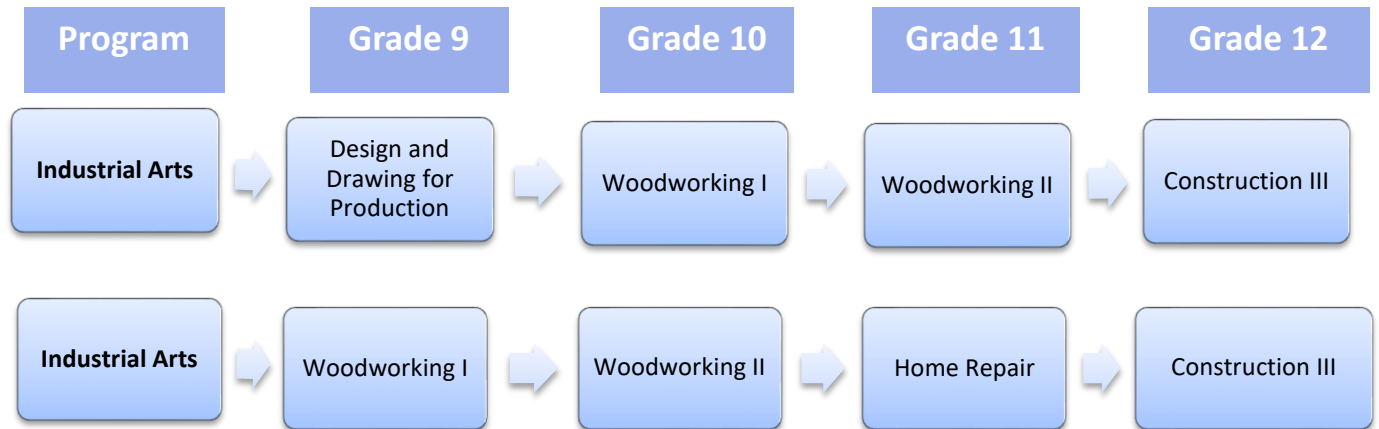 Program
Grade 9
Grade 10
Grade 11
Grade 12
Industrial Arts
Design and
Drawing for
Production
Woodworking I
Woodworking II
Construction III
Industrial Arts
Woodworking I
Woodworking II
Home Repair
Construction III